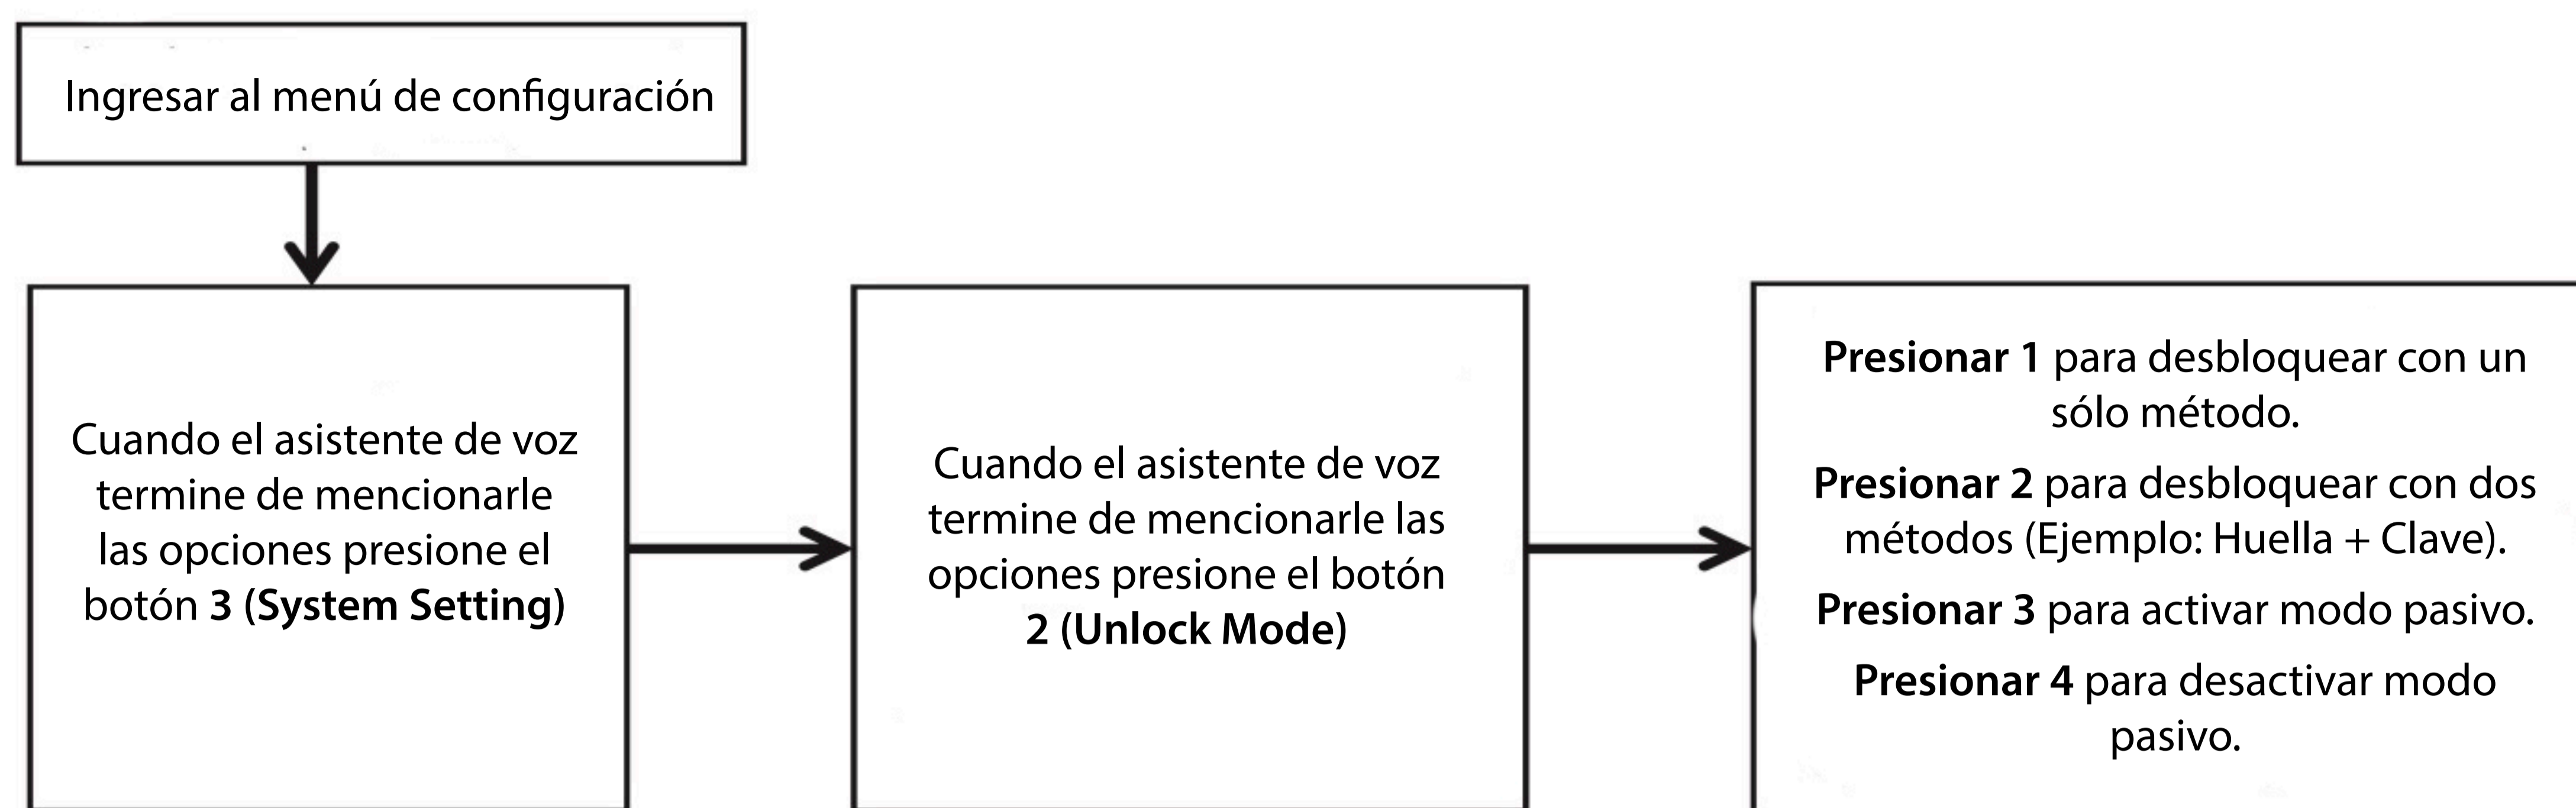 Ingresar al menú de configuración
Cuando el asistente de voz
termine de mencionarle
las opciones presione el
botón 3 (System Setting)
Cuando el asistente de voz
termine de mencionarle las
opciones presione el botón
2 (Unlock Mode)
Presionar 1 para desbloquear con un
sólo método.
Presionar 2 para desbloquear con dos
métodos (Ejemplo: Huella + Clave).
Presionar 3 para activar modo pasivo.
Presionar 4 para desactivar modo
pasivo.